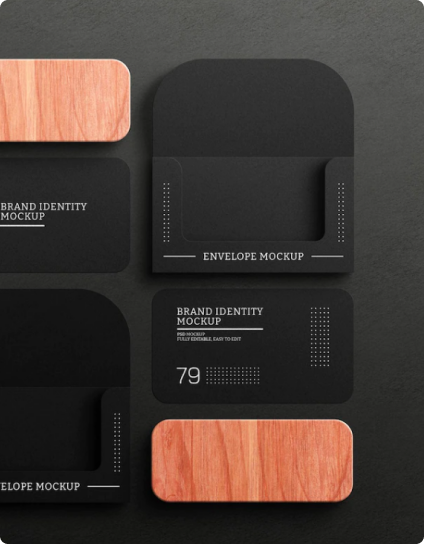 BRAND IDENTITY
MOCKUP
ENVELOPE MOCKUP
BRAND IDENTITY
MOCKUP
PSD MOCKUP
FULLY EDITABLE, EASY TO EDIT
79
ELOPE MOCKUP